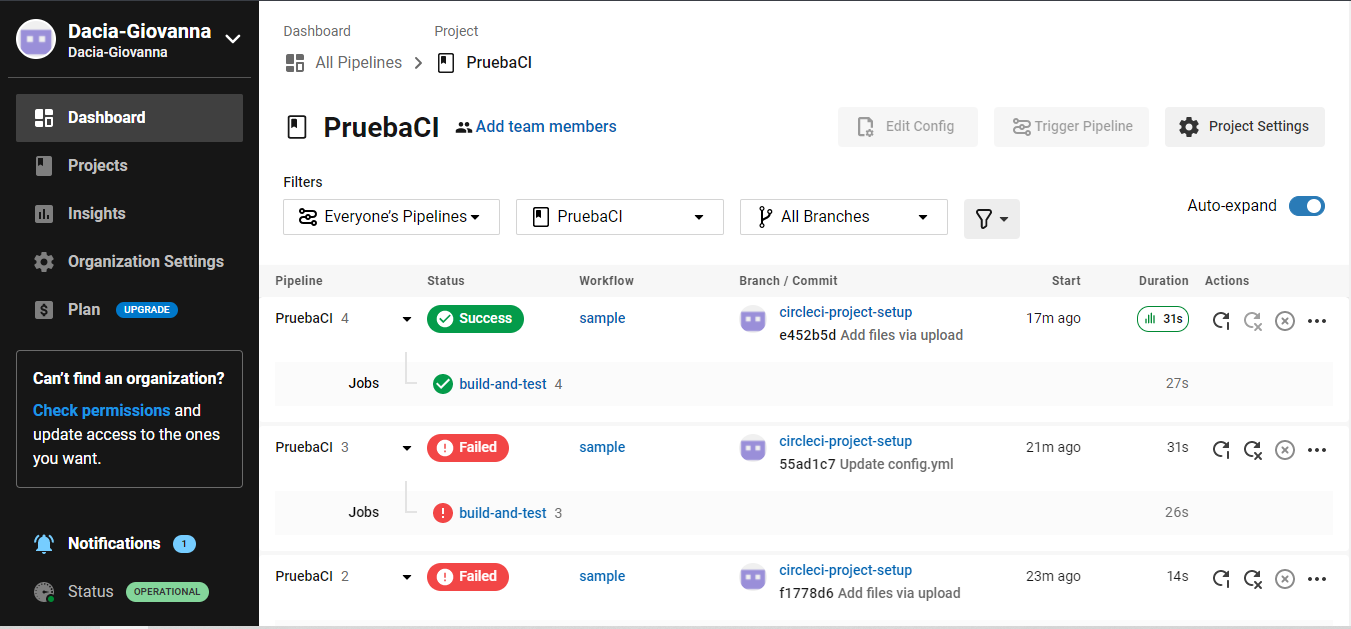 Dacia-Giovanna
Dacia-Giovanna
Dashboard
Projects
Insights
Organization Settings
Plan UPGRADE
Can't find an organization?
Check permissions and
update access to the ones
you want.
Notifications 1
Status OPERATIONAL
Dashboard Project
All Pipelines PruebaCI
PruebaCI Add team members
Edit Config Trigger Pipeline Project Settings
Filters
Everyone's Pipelines PruebaCI All Branches
Auto-expand
Pipeline Status Workflow Branch / Commit Start Duration Actions
PruebaCI 4 Success sample circleci-project-setup 17m ago 31s
e452b5d Add files via upload
Jobs build-and-test 4 27s
PruebaCI 3 Failed sample circleci-project-setup 21m ago 31s
55ad1c7 Update config.yml
Jobs build-and-test 3 26s
PruebaCI 2 Failed sample circleci-project-setup 23m ago 14s
f1778d6 Add files via upload